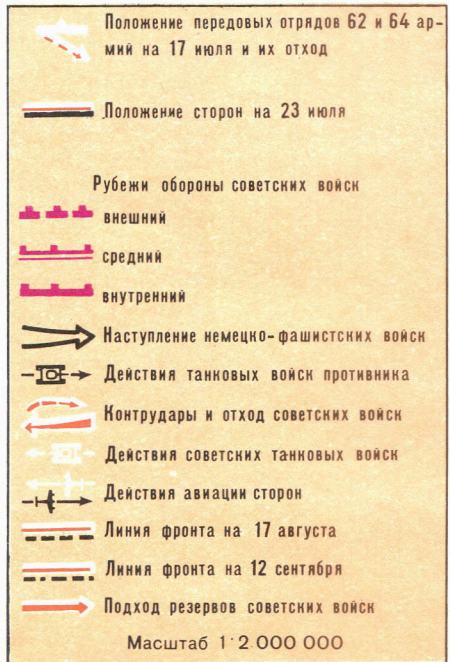 Положение передовых отрядов 62 и 64 ар-
мий на 17 июля и их отход
Положение сторон на 23 июля
Рубежи обороны советских войск
внешний
средний
внутренний
Наступление немецко-фашистских войск
Действия танковых войск противника
Контрудары и отход советских войск
Действия советских танковых войск
Действия авиации сторон
Линия фронта на 17 августа
Линия фронта на 12 сентября
Подход резервов советских войск
Масштаб 1:2 000 000